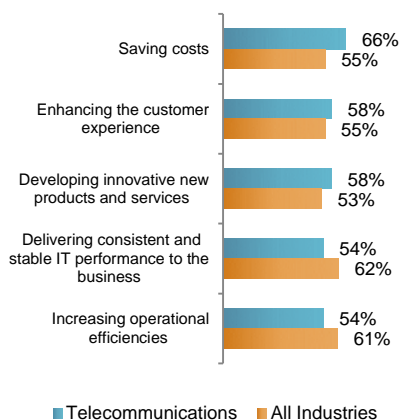 Saving costs
66%
55%
Enhancing the customer
experience
58%
55%
Developing innovative new
products and services
58%
53%
Delivering consistent and
stable IT performance to the
business
54%
62%
Increasing operational
efficiencies
54%
61%
Telecommunications All Industries